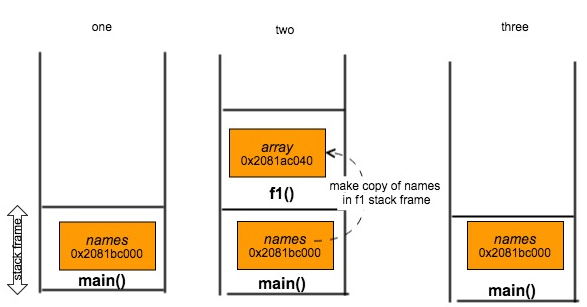 one
two
three
array
0x2081ac040
f1()
make copy of names
in f1 stack frame
stack frame
names
0x2081bc000
main()
names
0x2081bc000
main()
names
0x2081bc000
main()